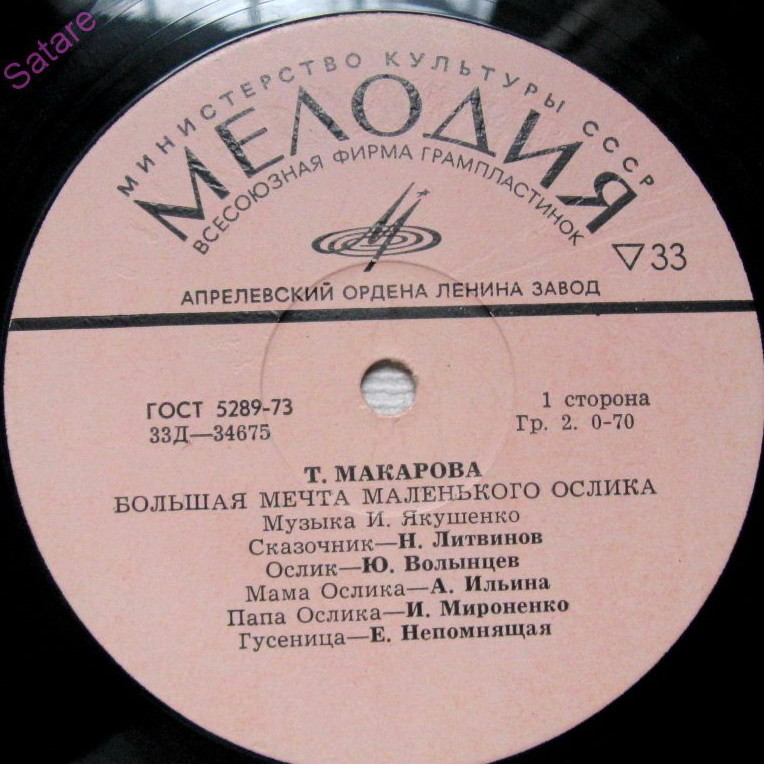 Satare
МИНИСТЕРСТВО КУЛЬТУРЫ СССР
МЕЛОДИЯ
ВСЕСОЮЗНАЯ ФИРМА ГРАМПЛАСТИНОК
▽33
АПРЕЛЕВСКИЙ ОРДЕНА ЛЕНИНА ЗАВОД
ГОСТ 5289-73
33Д—34675
1 сторона
Гр. 2. 0-70
Т. МАКАРОВА
БОЛЬШАЯ МЕЧТА МАЛЕНЬКОГО ОСЛИКА
Музыка И. Якушенко
Сказочник—Н. Литвинов
Ослик—Ю. Волынцев
Мама Ослика—А. Ильина
Папа Ослика—И. Мироненко
Гусеница—Е. Непомнящая